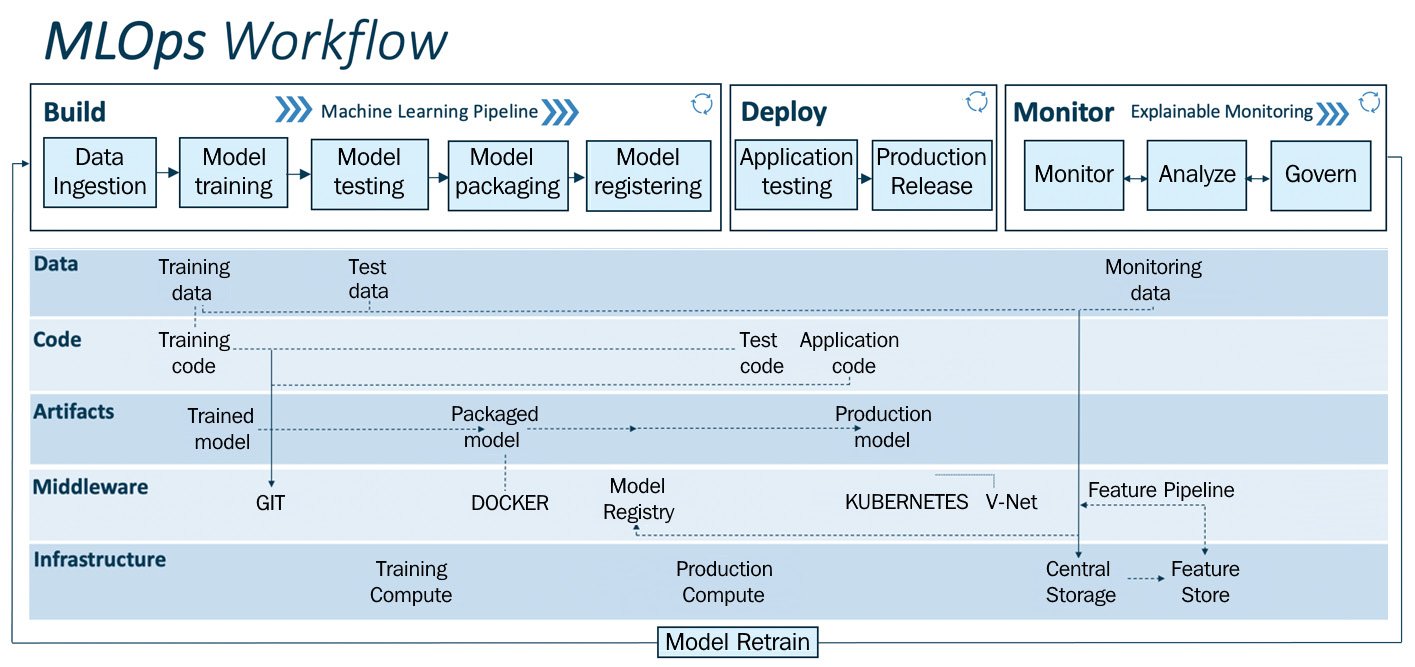 MLOps Workflow
Build
Machine Learning Pipeline
Data
Ingestion
Model
training
Model
testing
Model
packaging
Model
registering
Deploy
Application
testing
Production
Release
Monitor
Explainable Monitoring
Monitor
Analyze
Govern
Data
Training
data
Test
data
Monitoring
data
Code
Training
code
Test
code
Application
code
Artifacts
Trained
model
Packaged
model
Production
model
Middleware
GIT
DOCKER
Model
Registry
KUBERNETES
V-Net
Feature Pipeline
Infrastructure
Training
Compute
Production
Compute
Central
Storage
Feature
Store
Model Retrain